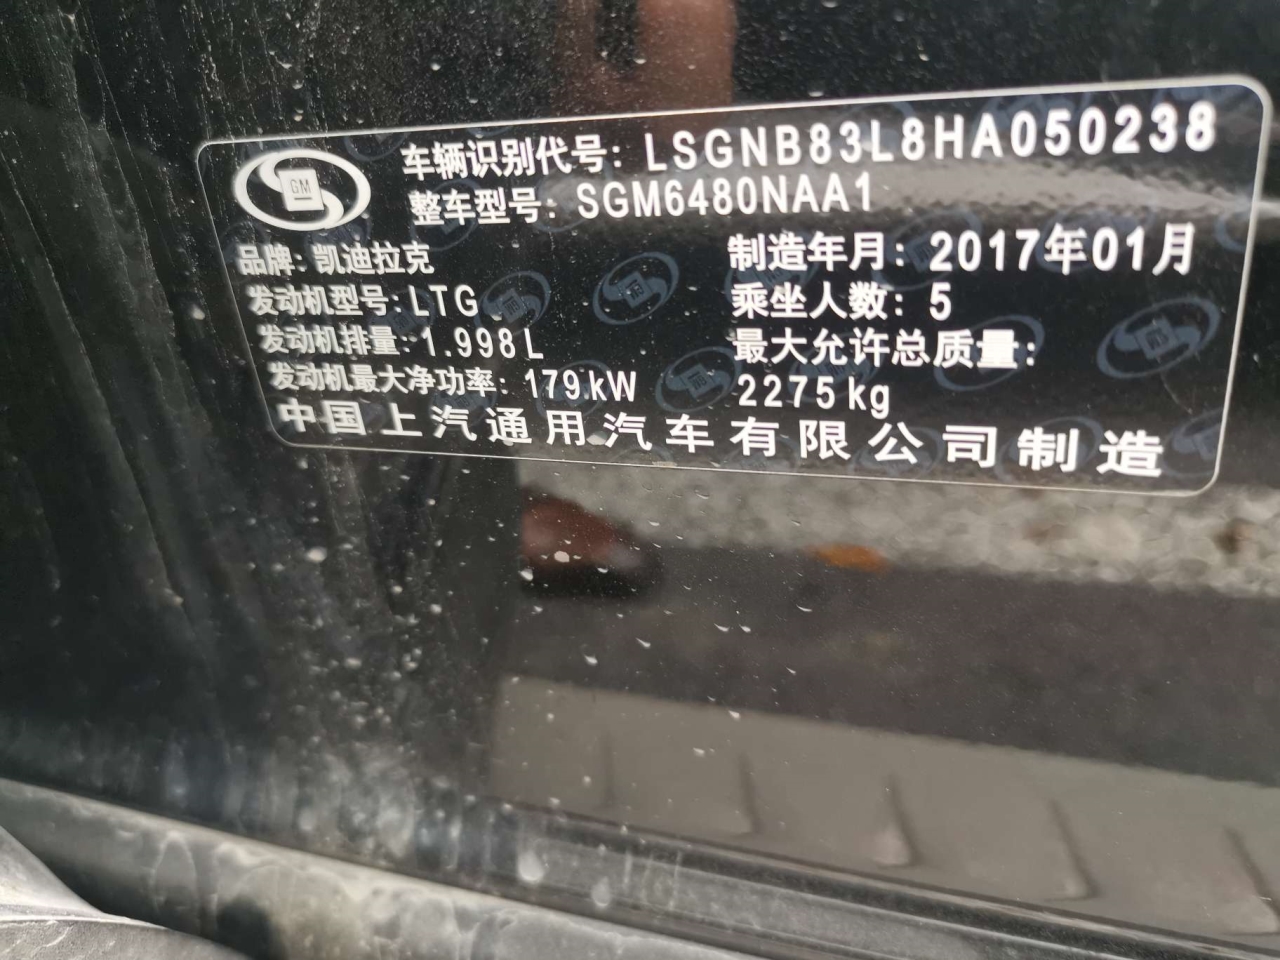 GM
车辆识别代号: LSGNB83L8HA050238
整车型号: SGM6480NAA1
品牌: 凯迪拉克
制造年月: 2017年01月
发动机型号: LTG
乘坐人数: 5
发动机排量: 1.998L
最大允许总质量:
发动机最大净功率: 179kW
2275kg
中国上汽通用汽车有限公司制造